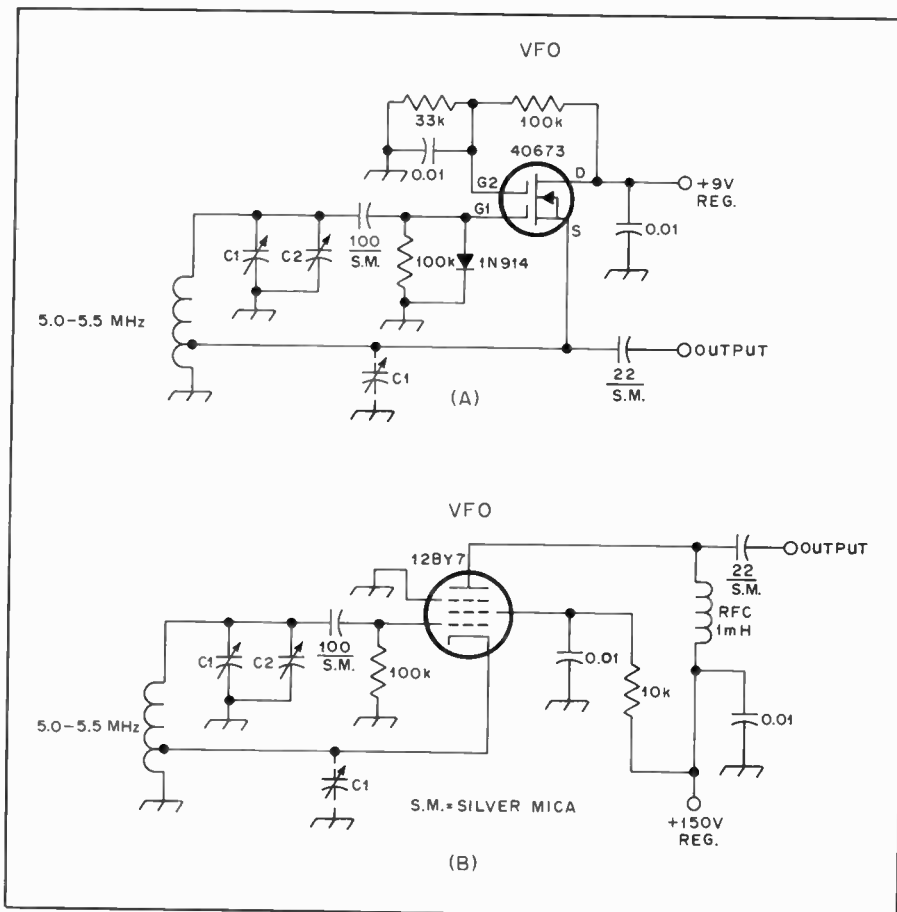 VFO
33k
100k
0.01
40673
G2
D
G1
S
+9V
REG.
0.01
C1
C2
100
S.M.
100k
1N914
5.0–5.5 MHz
C1
22
S.M.
OUTPUT
(A)
VFO
12BY7
22
S.M.
OUTPUT
RFC
1mH
C1
C2
100
S.M.
100k
0.01
10k
0.01
5.0–5.5 MHz
C1
S.M.= SILVER MICA
+150V
REG.
(B)